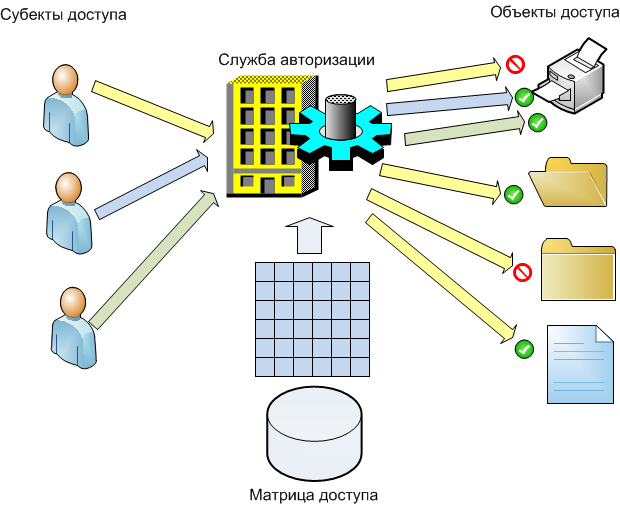 Субекты доступа
Объекты доступа
Служба авторизации
Матрица доступа